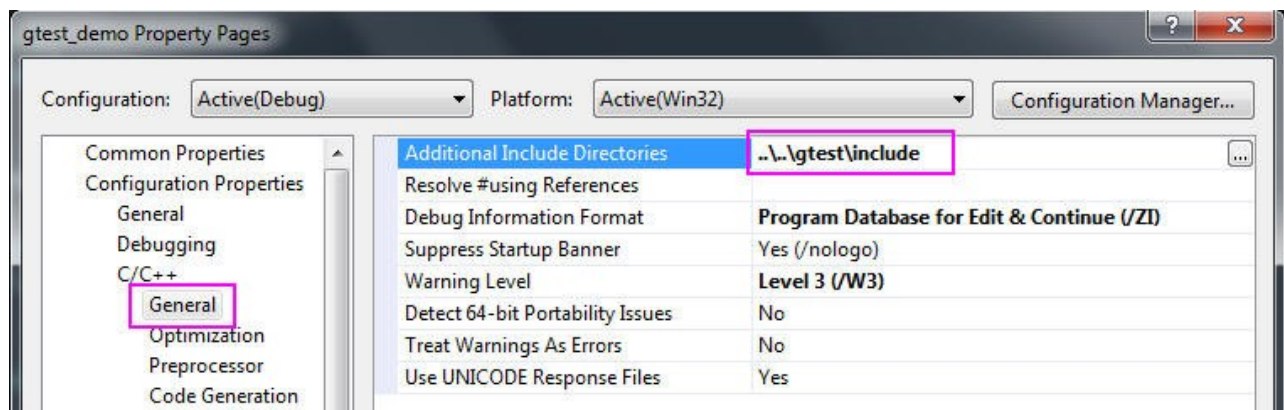 gtest_demo Property Pages
? X
Configuration: Active(Debug) Platform: Active(Win32) Configuration Manager...
Common Properties
Configuration Properties
General
Debugging
C/C++
General
Optimization
Preprocessor
Code Generation
Additional Include Directories ..\..\gtest\include ...
Resolve #using References
Debug Information Format Program Database for Edit & Continue (/ZI)
Suppress Startup Banner Yes (/nologo)
Warning Level Level 3 (/W3)
Detect 64-bit Portability Issues No
Treat Warnings As Errors No
Use UNICODE Response Files Yes